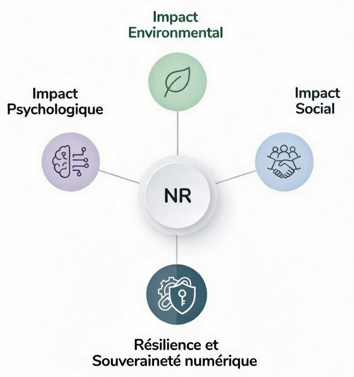 Impact
Environmental
Impact
Psychologique
Impact
Social
NR
Résilience et
Souveraineté numérique